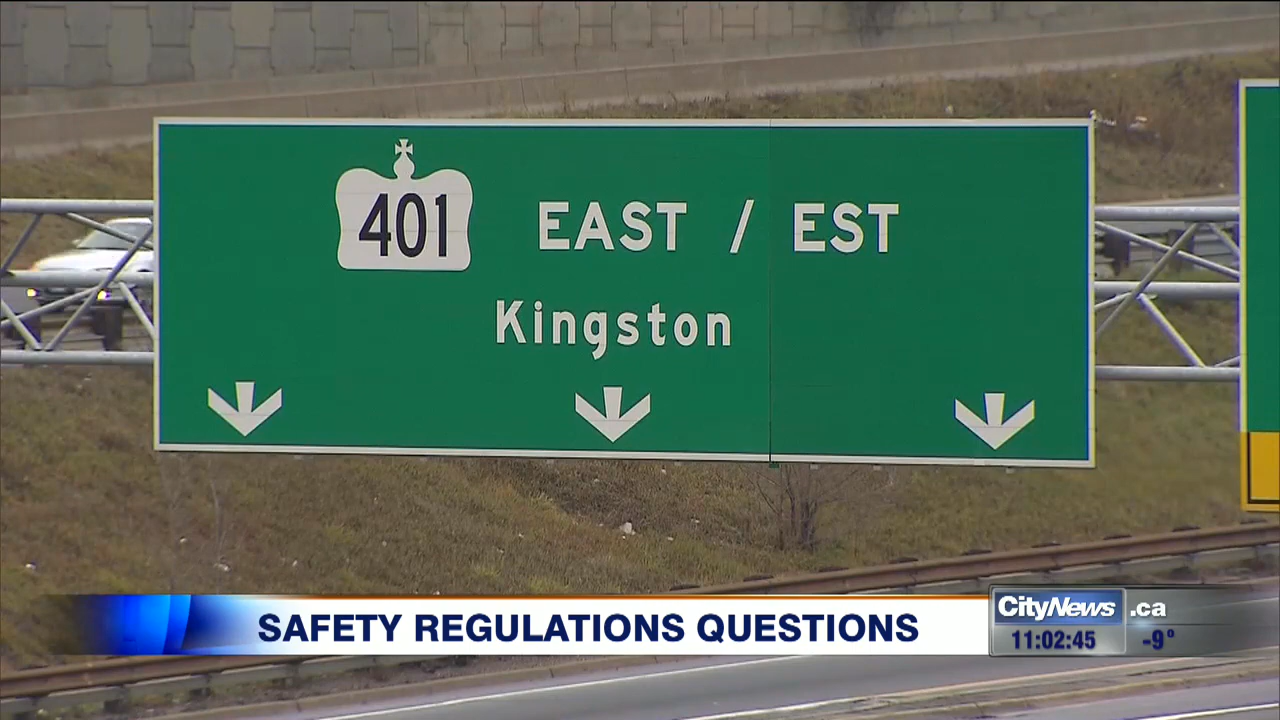 401 EAST / EST
Kingston
SAFETY REGULATIONS QUESTIONS
CityNews .ca
11:02:45 -9°